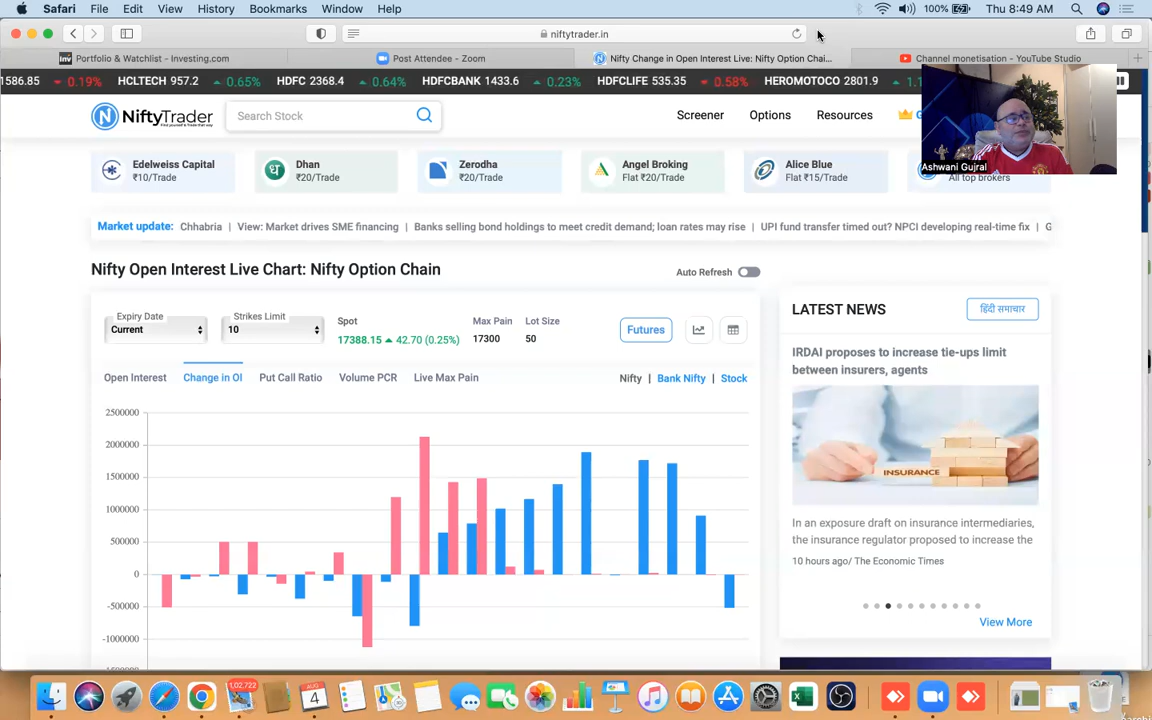 Safari File Edit View History Bookmarks Window Help 100% Thu 8:49 AM
niftytrader.in
inv Portfolio & Watchlist - Investing.com Post Attendee - Zoom Nifty Change in Open Interest Live: Nifty Option Chai... Channel monetisation - YouTube Studio
1586.85 0.19% HCLTECH 957.2 0.65% HDFC 2368.4 0.64% HDFCBANK 1433.6 0.23% HDFCLIFE 535.35 0.58% HEROMOTOCO 2801.9 1.1
NiftyTrader Search Stock Screener Options Resources G
Edelweiss Capital Dhan Zerodha Angel Broking Alice Blue
₹10/Trade ₹20/Trade ₹20/Trade Flat ₹20/Trade Flat ₹15/Trade All top brokers
Ashwani Gujral
Market update: Chhabria | View: Market drives SME financing | Banks selling bond holdings to meet credit demand; loan rates may rise | UPI fund transfer timed out? NPCI developing real-time fix | G
Nifty Open Interest Live Chart: Nifty Option Chain Auto Refresh
Expiry Date Strikes Limit Spot Max Pain Lot Size
Current 10 17388.15 42.70 (0.25%) 17300 50 Futures
Open Interest Change in OI Put Call Ratio Volume PCR Live Max Pain Nifty | Bank Nifty | Stock
2500000
2000000
1500000
1000000
500000
0
-500000
-1000000
LATEST NEWS हिंदी समाचार
IRDAI proposes to increase tie-ups limit
between insurers, agents
INSURANCE
In an exposure draft on insurance intermediaries,
the insurance regulator proposed to increase the
10 hours ago/ The Economic Times
View More
1,02,722
AUG
4